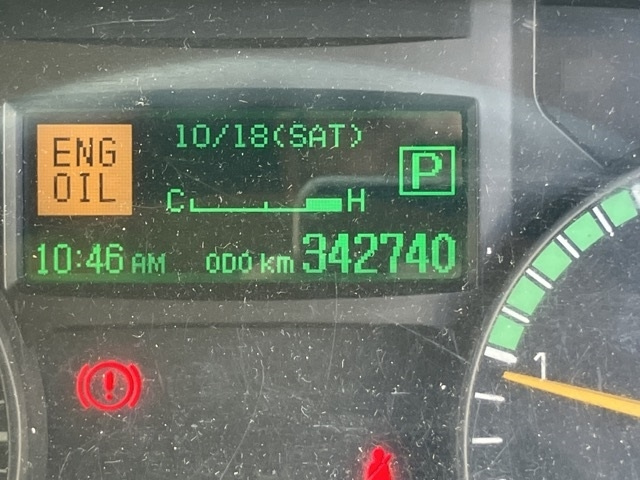 ENG
OIL
10/18(SAT)
P
C H
10:46 AM ODO km 342740
1